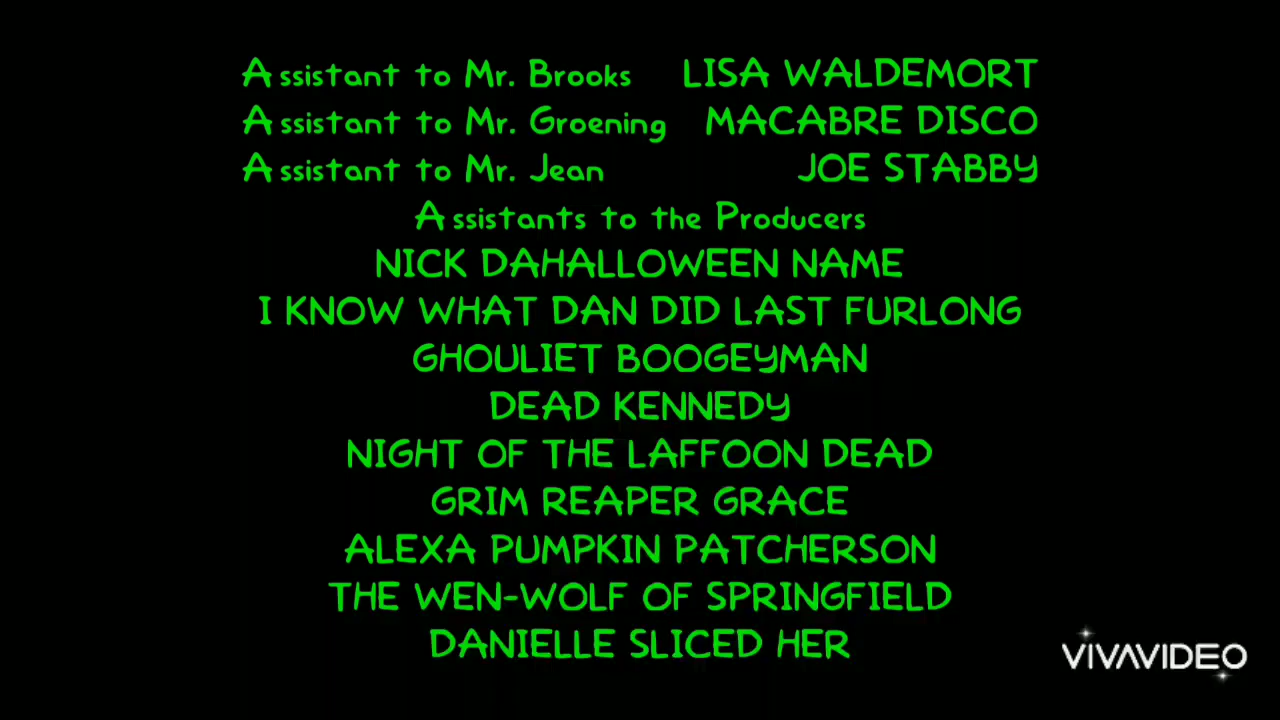 Assistant to Mr. Brooks LISA WALDEMORT
Assistant to Mr. Groening MACABRE DISCO
Assistant to Mr. Jean JOE STABBY
Assistants to the Producers
NICK DAHALLOWEEN NAME
I KNOW WHAT DAN DID LAST FURLONG
GHOULIET BOOGEYMAN
DEAD KENNEDY
NIGHT OF THE LAFFOON DEAD
GRIM REAPER GRACE
ALEXA PUMPKIN PATCHERSON
THE WEN-WOLF OF SPRINGFIELD
DANIELLE SLICED HER
VIVAVIDEO